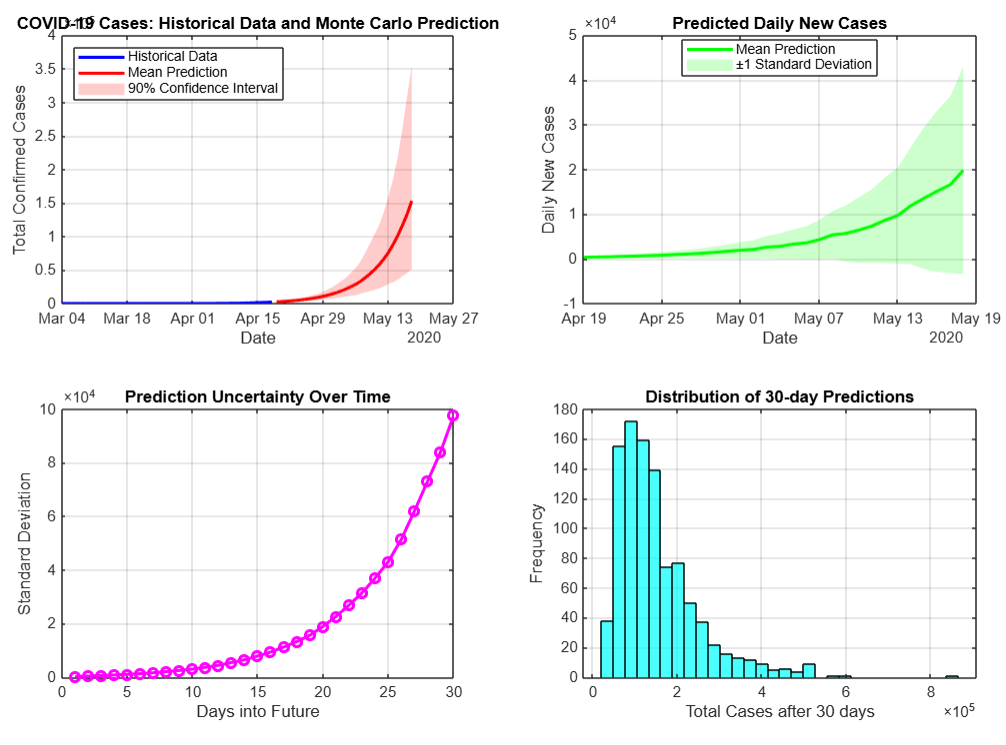 COVID-19 Cases: Historical Data and Monte Carlo Prediction
4
3.5
3
2.5
2
1.5
1
0.5
0
Total Confirmed Cases
Historical Data
Mean Prediction
90% Confidence Interval
Mar 04 Mar 18 Apr 01 Apr 15 Apr 29 May 13 May 27
Date
2020
Predicted Daily New Cases
×10⁴
5
4
3
2
1
0
-1
Daily New Cases
Mean Prediction
±1 Standard Deviation
Apr 19 Apr 25 May 01 May 07 May 13 May 19
Date
2020
Prediction Uncertainty Over Time
×10⁴
10
8
6
4
2
0
Standard Deviation
0 5 10 15 20 25 30
Days into Future
Distribution of 30-day Predictions
180
160
140
120
100
80
60
40
20
0
Frequency
0 2 4 6 8
Total Cases after 30 days
×10⁵